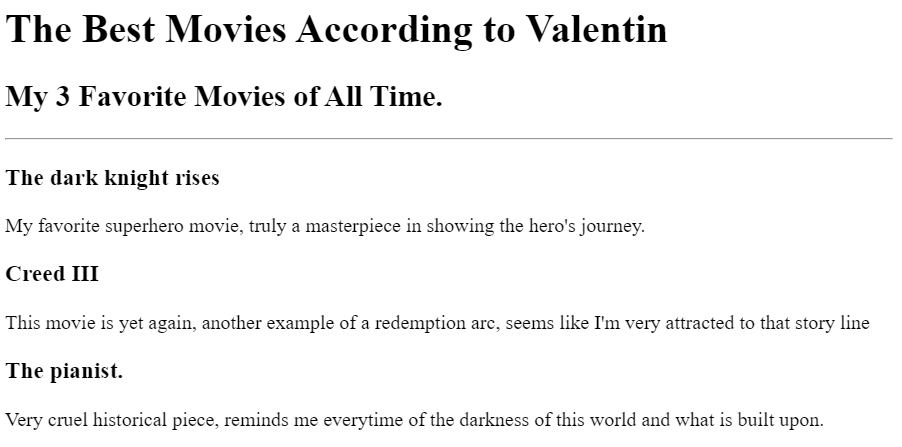 The Best Movies According to Valentin
My 3 Favorite Movies of All Time.
The dark knight rises
My favorite superhero movie, truly a masterpiece in showing the hero's journey.
Creed III
This movie is yet again, another example of a redemption arc, seems like I'm very attracted to that story line
The pianist.
Very cruel historical piece, reminds me everytime of the darkness of this world and what is built upon.